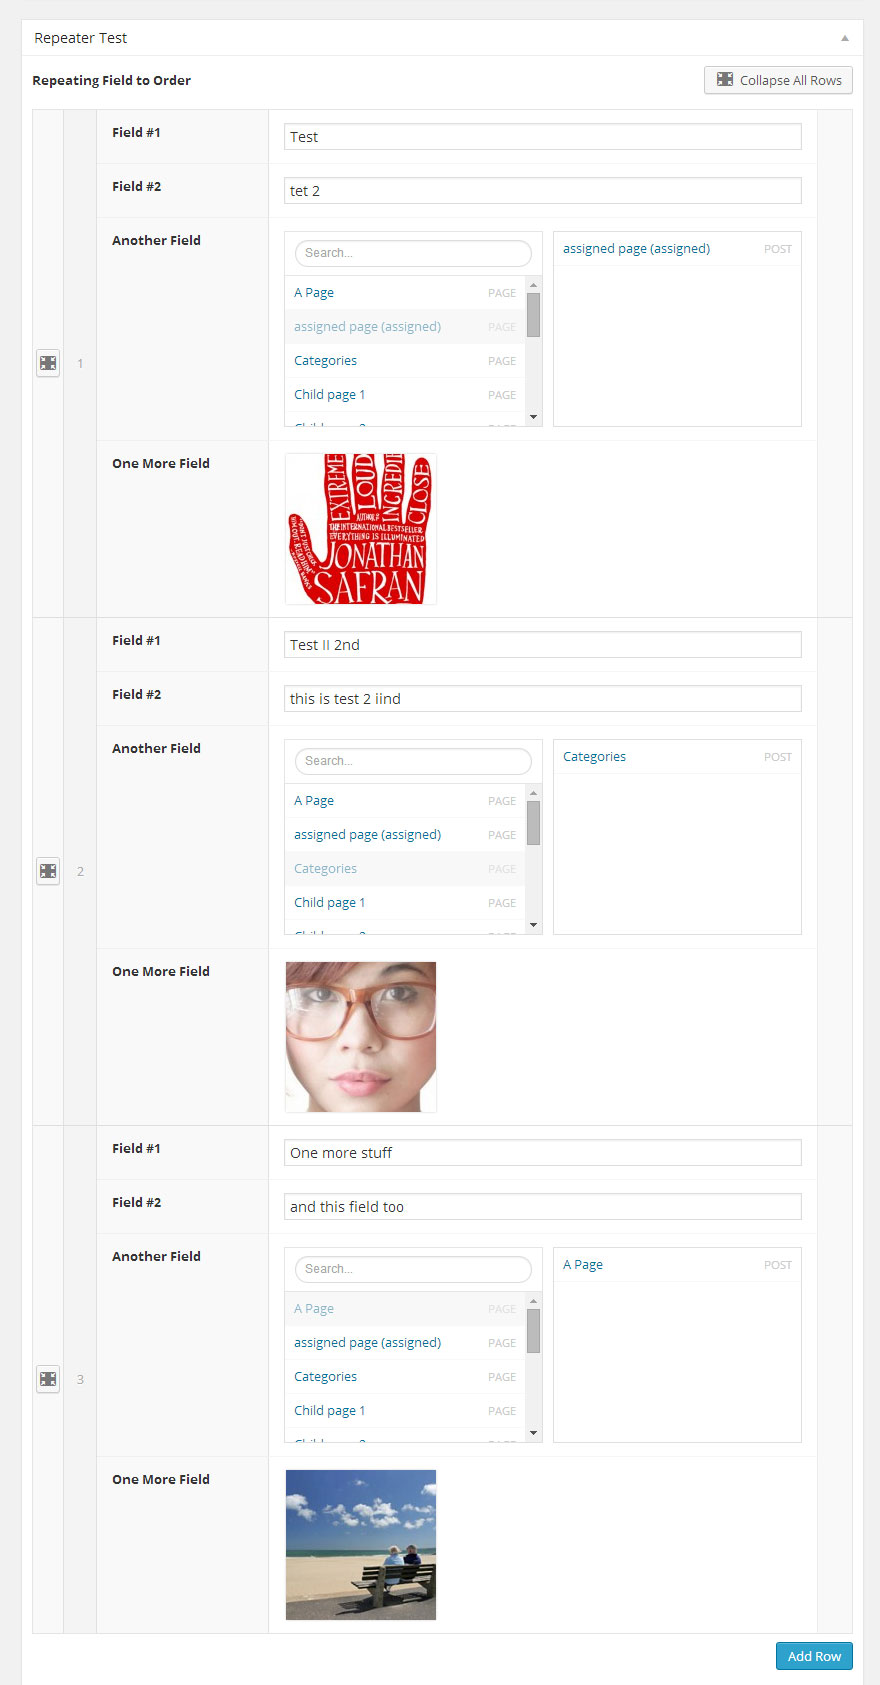 Repeater Test
Repeating Field to Order
Collapse All Rows
1
Field #1
Test
Field #2
tet 2
Another Field
Search...
A Page PAGE
assigned page (assigned) PAGE
Categories PAGE
Child page 1 PAGE
assigned page (assigned) POST
One More Field
EXTREME
LOUD
INCREDI
CLOSE
AUTHOR of
THE INTERNATIONAL BESTSELLER
EVERYTHING IS ILLUMINATED
JONATHAN
SAFRAN
2
Field #1
Test II 2nd
Field #2
this is test 2 iind
Another Field
Search...
A Page PAGE
assigned page (assigned) PAGE
Categories PAGE
Child page 1 PAGE
Categories POST
One More Field
3
Field #1
One more stuff
Field #2
and this field too
Another Field
Search...
A Page PAGE
assigned page (assigned) PAGE
Categories PAGE
Child page 1 PAGE
A Page POST
One More Field
Add Row